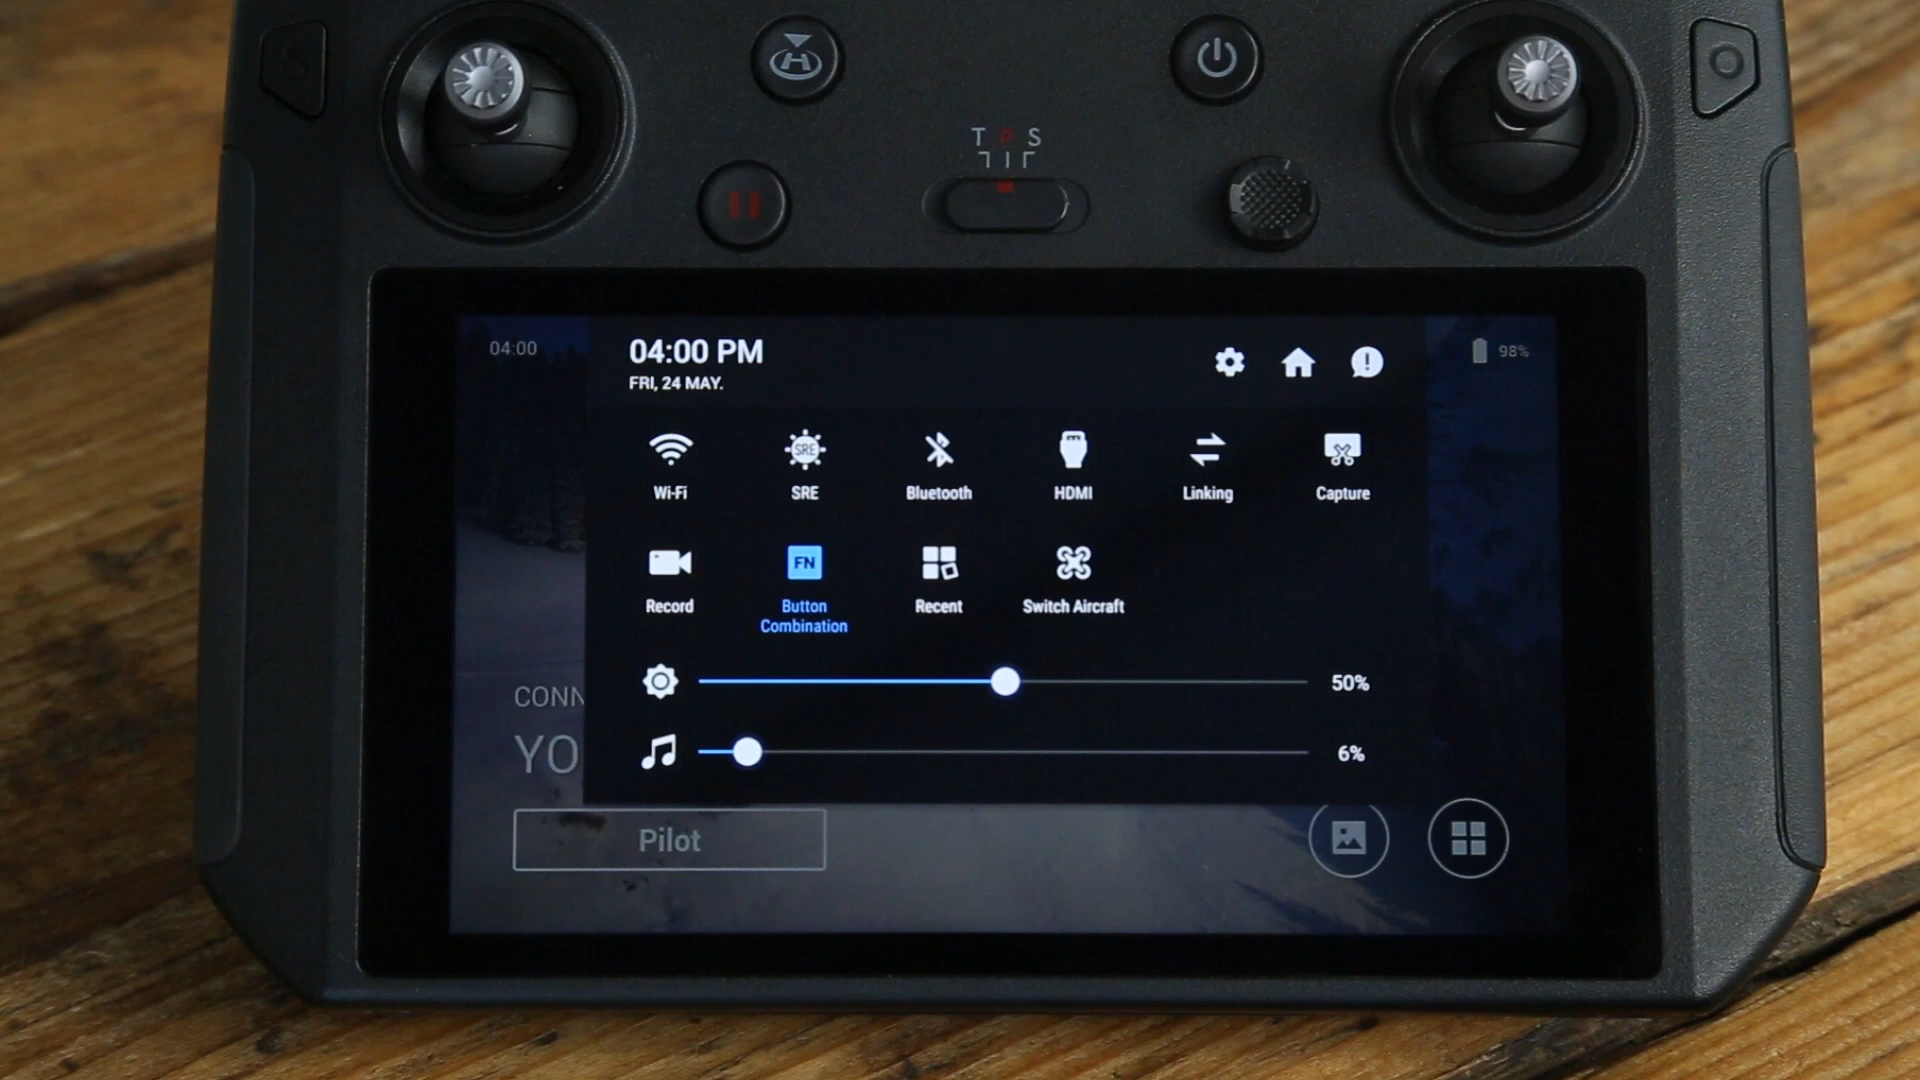 H
T P S
04:00
04:00 PM
FRI, 24 MAY.
98%
SRE
Wi-Fi
SRE
Bluetooth
HDMI
Linking
Capture
FN
Record
Button
Combination
Recent
Switch Aircraft
50%
CONN
YO
6%
Pilot